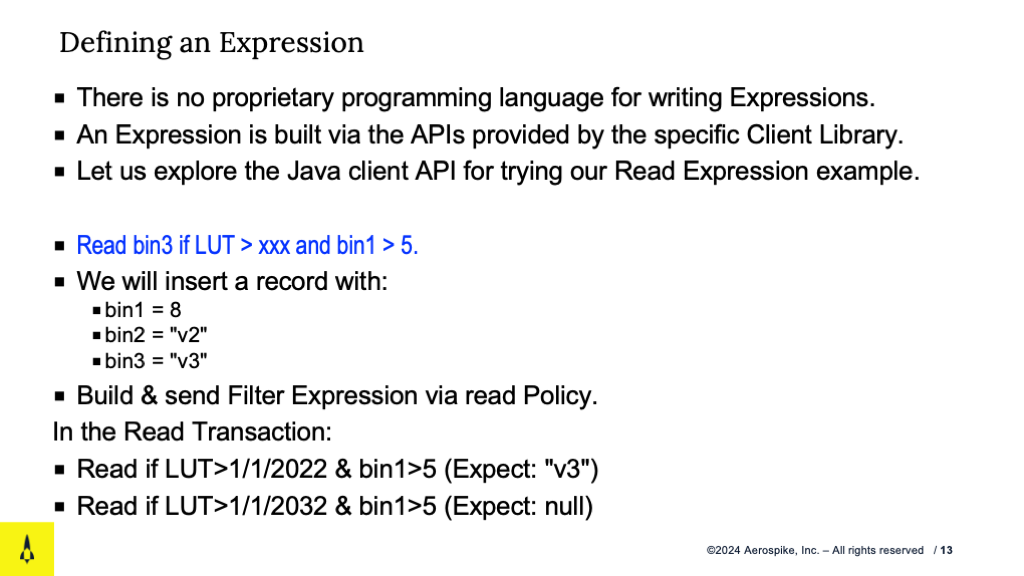 Defining an Expression
▪ There is no proprietary programming language for writing Expressions.
▪ An Expression is built via the APIs provided by the specific Client Library.
▪ Let us explore the Java client API for trying our Read Expression example.
▪ Read bin3 if LUT > xxx and bin1 > 5.
▪ We will insert a record with:
▪ bin1 = 8
▪ bin2 = "v2"
▪ bin3 = "v3"
▪ Build & send Filter Expression via read Policy.
In the Read Transaction:
▪ Read if LUT>1/1/2022 & bin1>5 (Expect: "v3")
▪ Read if LUT>1/1/2032 & bin1>5 (Expect: null)
©2024 Aerospike, Inc. – All rights reserved / 13